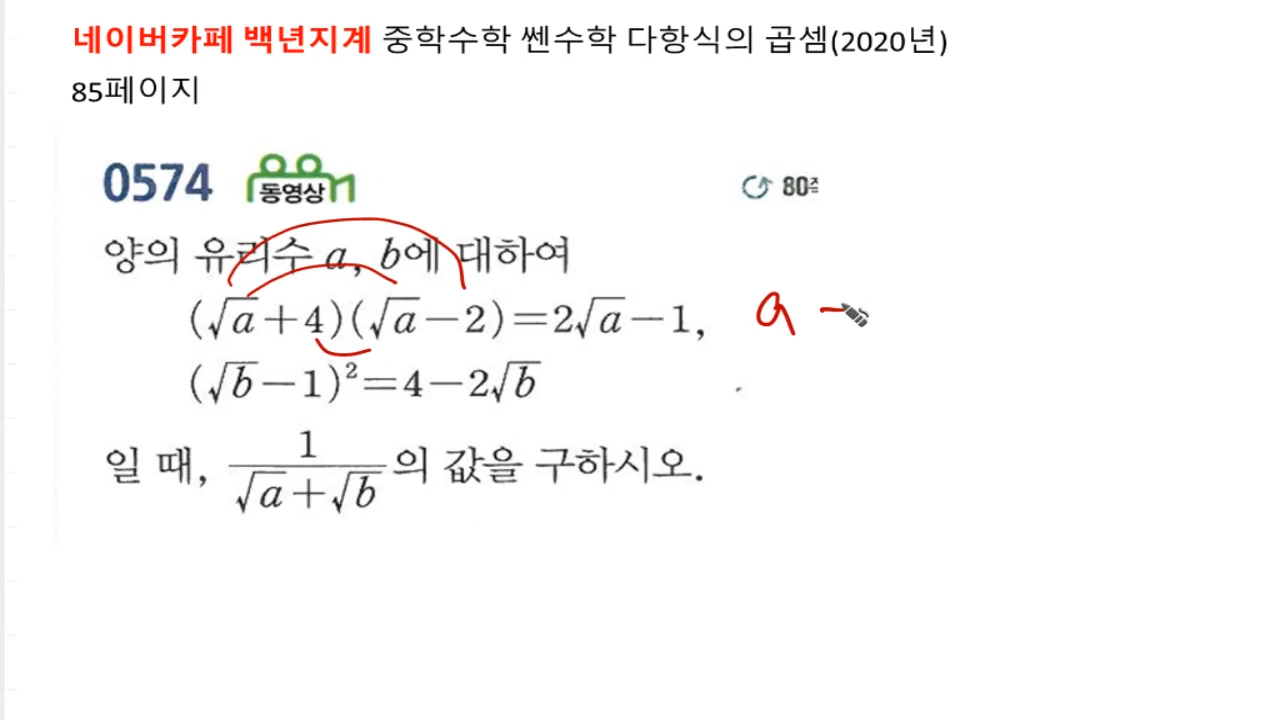 네이버카페 백년지계 중학수학 쎈수학 다항식의 곱셈(2020년)
85페이지
0574 동영상 80쪽
양의 유리수 a, b에 대하여
(√a+4)(√a−2)=2√a−1, a −
(√b−1)²=4−2√b
일 때, 1/(√a+√b)의 값을 구하시오.